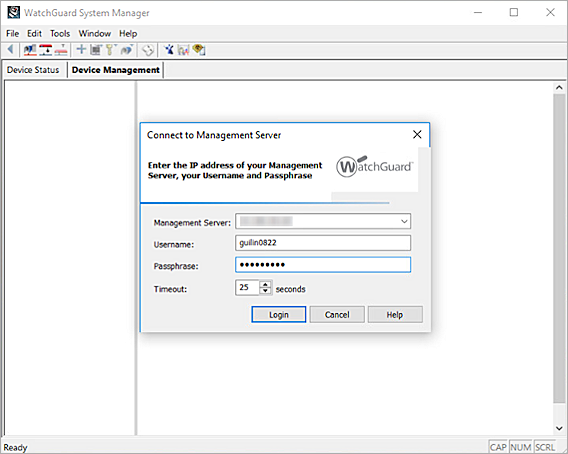 WatchGuard System Manager
File Edit Tools Window Help
Device Status Device Management
Connect to Management Server
Enter the IP address of your Management
Server, your Username and Passphrase
WatchGuard
Management Server:
Username: guilin0822
Passphrase: ●●●●●●●●●
Timeout: 25 seconds
Login Cancel Help
Ready CAP NUM SCRL